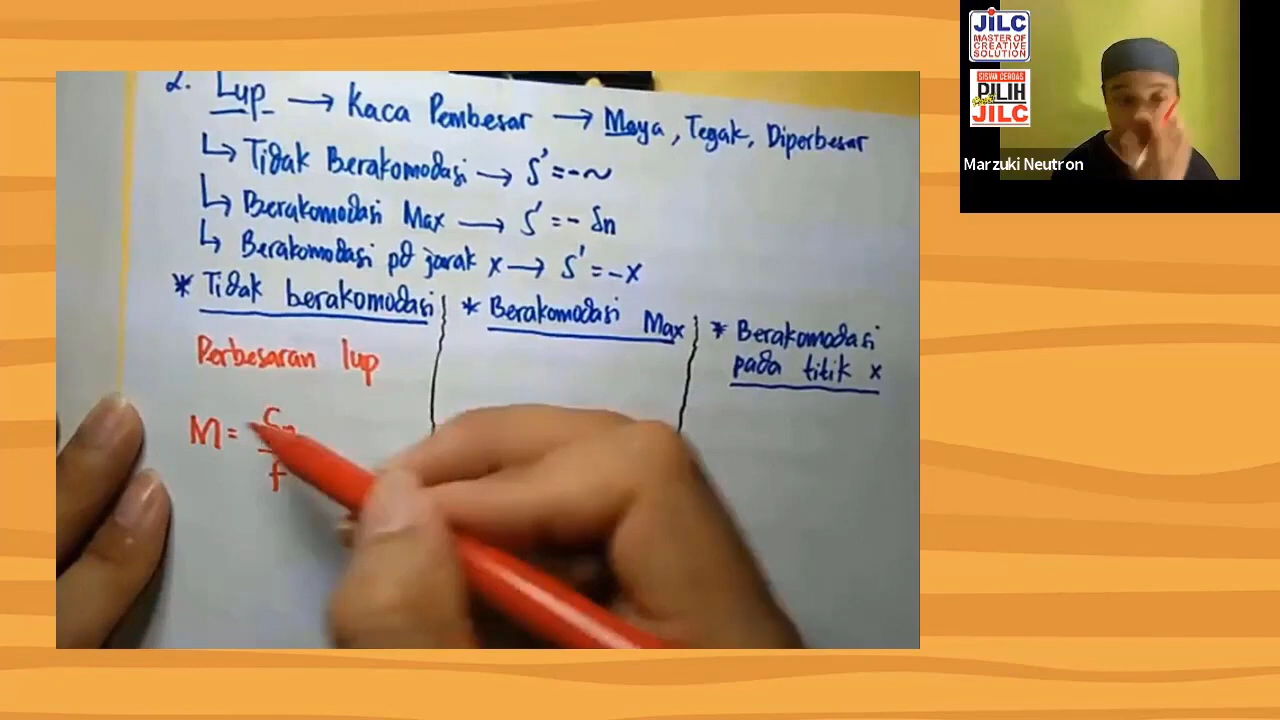 2. Lup → Kaca Pembesar → Maya, Tegak, Diperbesar
↳ Tidak Berakomodasi → S' = -~
↳ Berakomodasi Max → S' = - Sn
↳ Berakomodasi pd jarak x → S' = -x
* Tidak berakomodasi
Perbesaran lup
M =
f
* Berakomodasi Max
* Berakomodasi
pada titik x
JILC
MASTER OF
CREATIVE
SOLUTION
SISWA CERDAS
PILIH
JILC
Marzuki Neutron